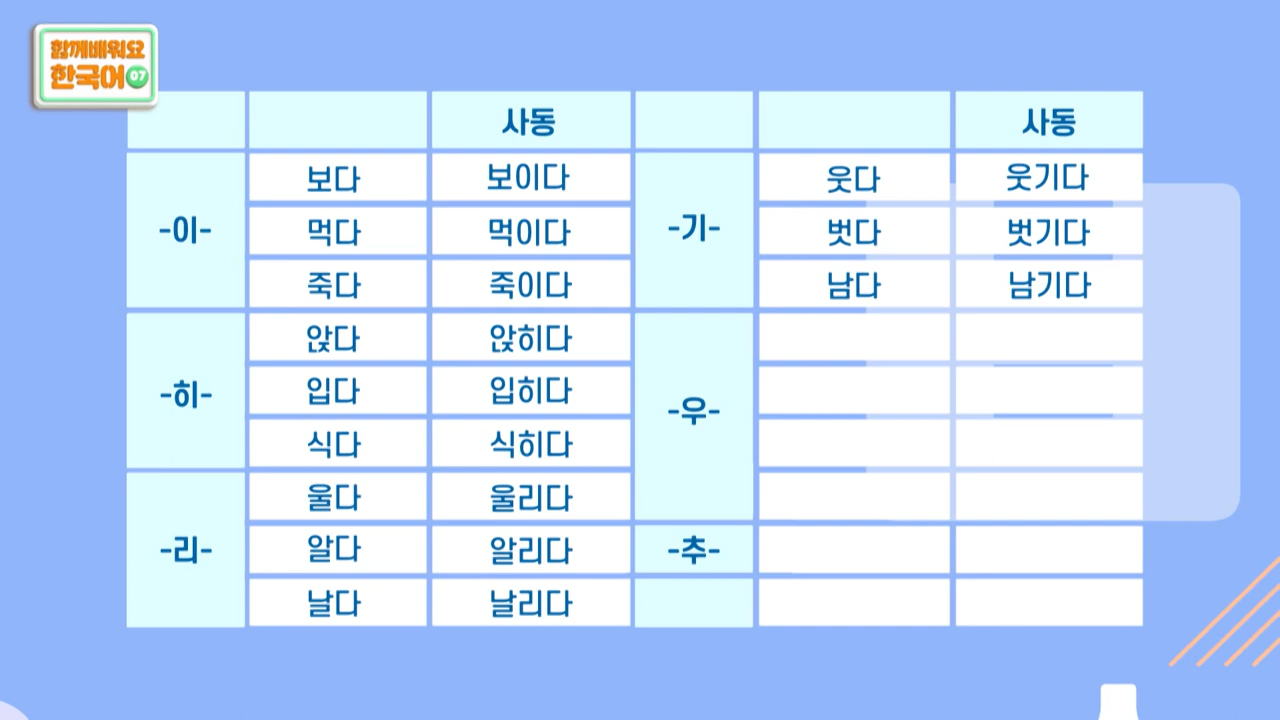 함께배워요
한국어07
사동 사동
-이- 보다 보이다 -기- 웃다 웃기다
먹다 먹이다 벗다 벗기다
죽다 죽이다 남다 남기다
-히- 앉다 앉히다 -우-
입다 입히다
식다 식히다
-리- 울다 울리다
알다 알리다 -추-
날다 날리다